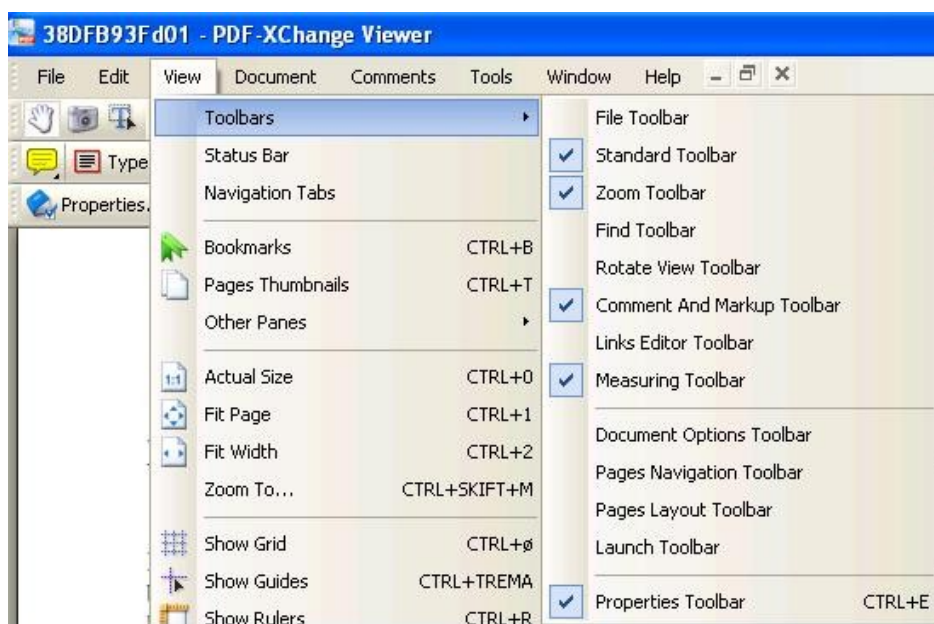 38DFB93Fd01 - PDF-XChange Viewer
File Edit View Document Comments Tools Window Help
Toolbars
Status Bar
Navigation Tabs
Bookmarks CTRL+B
Pages Thumbnails CTRL+T
Other Panes
Actual Size CTRL+0
Fit Page CTRL+1
Fit Width CTRL+2
Zoom To... CTRL+SKIFT+M
Show Grid CTRL+ø
Show Guides CTRL+TREMA
Show Rulers CTRL+R
File Toolbar
Standard Toolbar
Zoom Toolbar
Find Toolbar
Rotate View Toolbar
Comment And Markup Toolbar
Links Editor Toolbar
Measuring Toolbar
Document Options Toolbar
Pages Navigation Toolbar
Pages Layout Toolbar
Launch Toolbar
Properties Toolbar CTRL+E
Type
Properties.
1:1